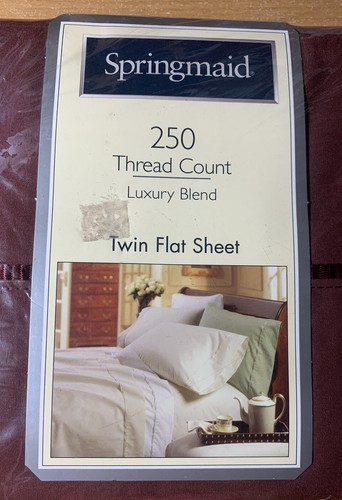 Springmaid®
250
Thread Count
Luxury Blend
Twin Flat Sheet